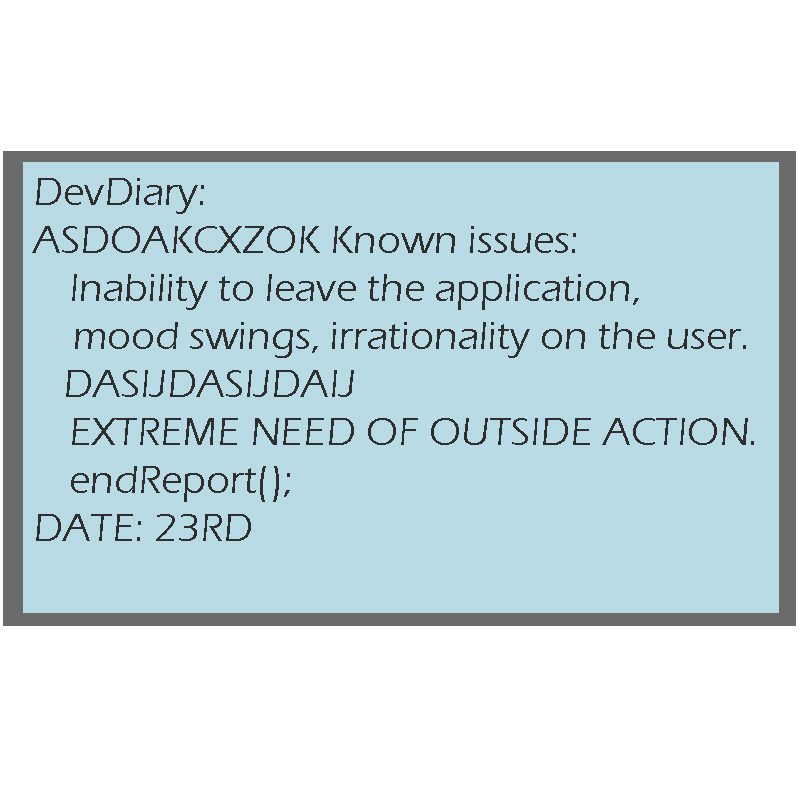 DevDiary:
ASDOAKCXZOK Known issues:
Inability to leave the application,
mood swings, irrationality on the user.
DASIJDASIJDAIJ
EXTREME NEED OF OUTSIDE ACTION.
endReport();
DATE: 23RD